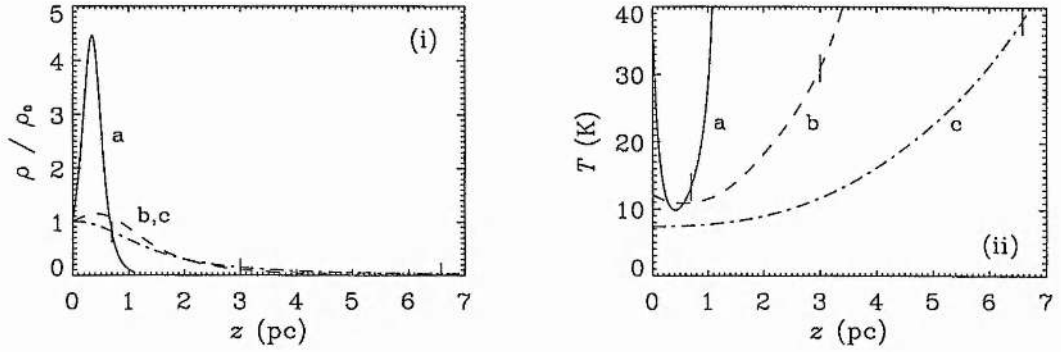 5
4
3
2
1
0
ρ / ρ₀
(i)
a
b,c
0 1 2 3 4 5 6 7
z (pc)
40
30
20
10
0
T (K)
a
b
c
(ii)
0 1 2 3 4 5 6 7
z (pc)